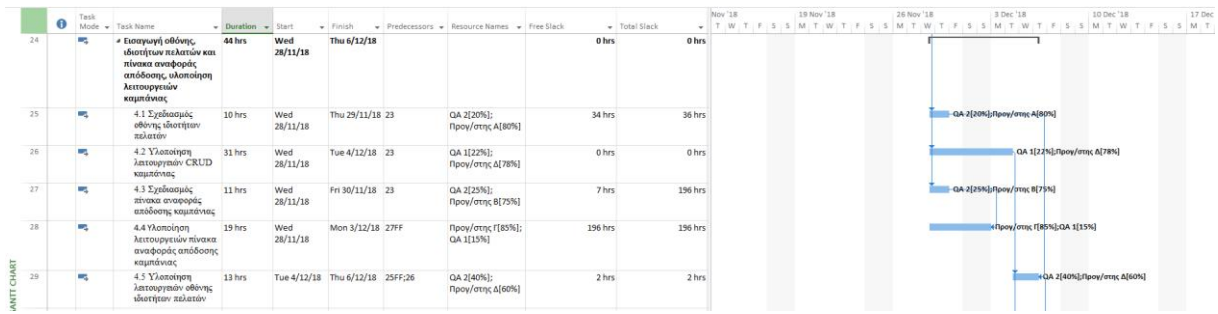 Nov '18 19 Nov '18 26 Nov '18 3 Dec '18 10 Dec '18 17 Dec
Task Mode Task Name Duration Start Finish Predecessors Resource Names Free Slack Total Slack T W T F S S M T W T F S S M T W T F S S M T W T F S S M T W T F S S M T
24 Εισαγωγή οθόνης, 44 hrs Wed Thu 6/12/18 0 hrs 0 hrs
ιδιοτήτων πελατών και 28/11/18
πίνακα αναφοράς
απόδοσης, υλοποίηση
λειτουργειών
καμπάνιας
25 4.1 Σχεδιασμός 10 hrs Wed Thu 29/11/18 23 QA 2[20%]; 34 hrs 36 hrs QA 2[20%];Προγ/στης Α[80%]
οθόνης ιδιοτήτων 28/11/18 Προγ/στης Α[80%]
πελατών
26 4.2 Υλοποίηση 31 hrs Wed Tue 4/12/18 23 QA 1[22%]; 0 hrs 0 hrs QA 1[22%];Προγ/στης Δ[78%]
λειτουργειών CRUD 28/11/18 Προγ/στης Δ[78%]
καμπάνιας
27 4.3 Σχεδιασμός 11 hrs Wed Fri 30/11/18 23 QA 2[25%]; 7 hrs 196 hrs QA 2[25%];Προγ/στης Β[75%]
πίνακα αναφοράς 28/11/18 Προγ/στης Β[75%]
απόδοσης καμπάνιας
28 4.4 Υλοποίηση 19 hrs Wed Mon 3/12/18 27FF Προγ/στης Γ[85%]; 196 hrs 196 hrs Προγ/στης Γ[85%];QA 1[15%]
λειτουργειών πίνακα 28/11/18 QA 1[15%]
αναφοράς απόδοσης
καμπάνιας
29 4.5 Υλοποίηση 13 hrs Tue 4/12/18 Thu 6/12/18 25FF;26 QA 2[40%]; 2 hrs 2 hrs QA 2[40%];Προγ/στης Δ[60%]
λειτουργειών οθόνης Προγ/στης Δ[60%]
ιδιοτήτων πελατών